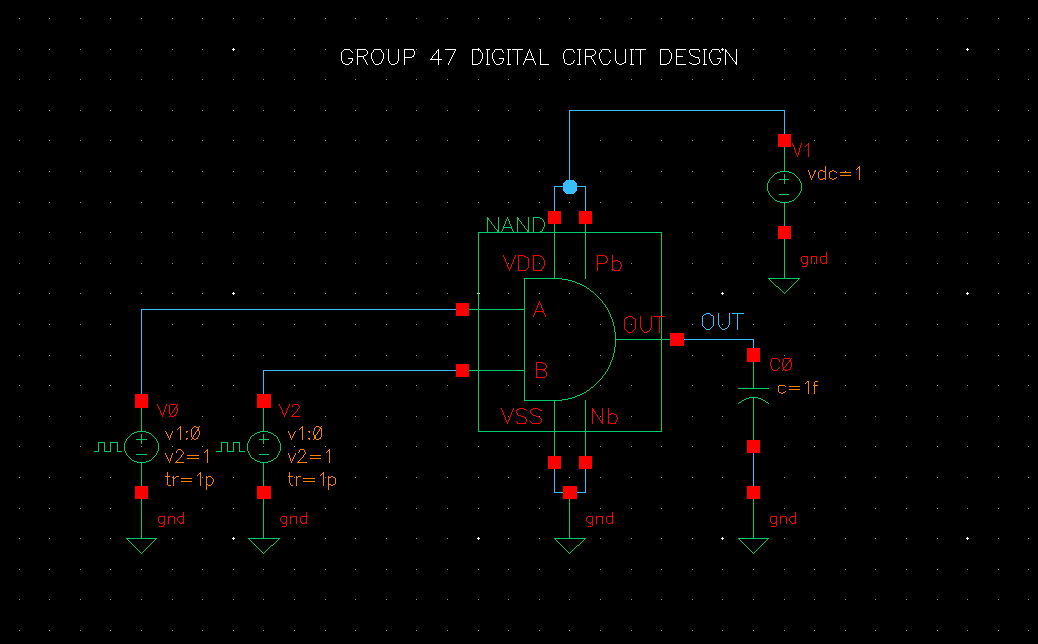 GROUP 47 DIGITAL CIRCUIT DESIGN
V1
vdc=1
gnd
NAND
VDD
Pb
A
OUT
OUT
B
VSS
Nb
C0
c=1f
V0
v1:0
v2=1
tr=1p
V2
v1:0
v2=1
tr=1p
gnd
gnd
gnd
gnd